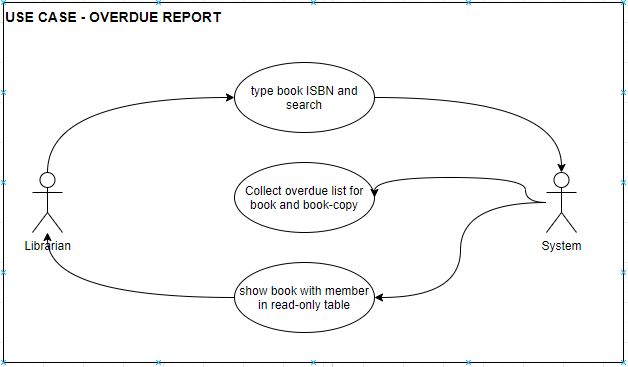 USE CASE - OVERDUE REPORT
type book ISBN and
search
Collect overdue list for
book and book-copy
Librarian
System
show book with member
in read-only table